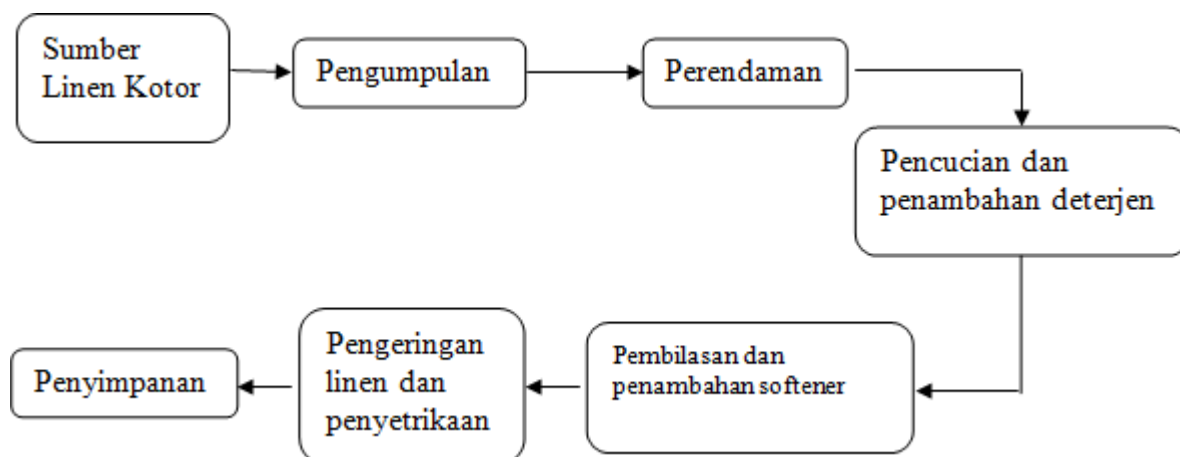 Sumber
Linen Kotor
Pengumpulan
Perendaman
Pencucian dan
penambahan deterjen
Pembilasan dan
penambahan softener
Pengeringan
linen dan
penyetrikaan
Penyimpanan